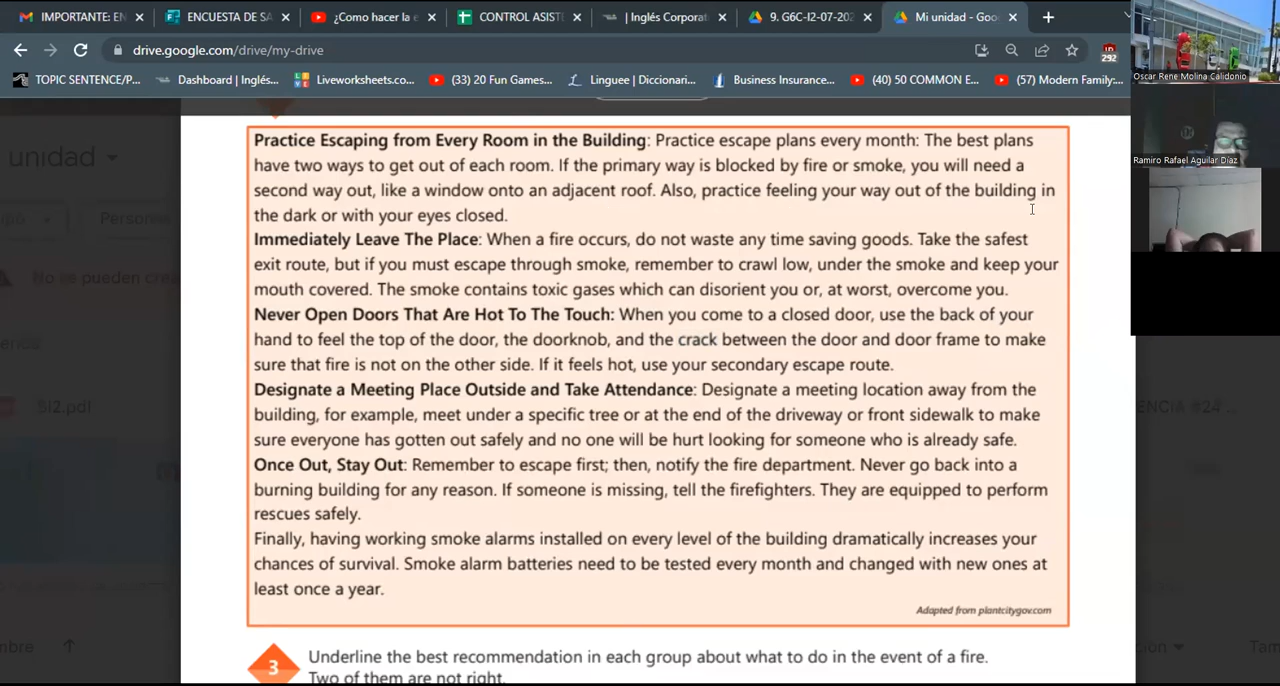 IMPORTANTE: EN
ENCUESTA DE SA
¿Como hacer la e
CONTROL ASIST
| Inglés Corporat
9. G6C-I2-07-202
Mi unidad - Goo
drive.google.com/drive/my-drive
292
TOPIC SENTENCE/P...
Dashboard | Inglés...
Liveworksheets.co...
(33) 20 Fun Games...
Linguee | Diccionari...
Business Insurance...
(40) 50 COMMON E...
(57) Modern Family:...
Oscar Rene Molina Calidonio
Ramiro Rafael Aguilar Díaz
unidad
Persona
No se pueden crea
5I2.pdf
ENCIA #24 ...
Practice Escaping from Every Room in the Building: Practice escape plans every month: The best plans
have two ways to get out of each room. If the primary way is blocked by fire or smoke, you will need a
second way out, like a window onto an adjacent roof. Also, practice feeling your way out of the building in
the dark or with your eyes closed.
Immediately Leave The Place: When a fire occurs, do not waste any time saving goods. Take the safest
exit route, but if you must escape through smoke, remember to crawl low, under the smoke and keep your
mouth covered. The smoke contains toxic gases which can disorient you or, at worst, overcome you.
Never Open Doors That Are Hot To The Touch: When you come to a closed door, use the back of your
hand to feel the top of the door, the doorknob, and the crack between the door and door frame to make
sure that fire is not on the other side. If it feels hot, use your secondary escape route.
Designate a Meeting Place Outside and Take Attendance: Designate a meeting location away from the
building, for example, meet under a specific tree or at the end of the driveway or front sidewalk to make
sure everyone has gotten out safely and no one will be hurt looking for someone who is already safe.
Once Out, Stay Out: Remember to escape first; then, notify the fire department. Never go back into a
burning building for any reason. If someone is missing, tell the firefighters. They are equipped to perform
rescues safely.
Finally, having working smoke alarms installed on every level of the building dramatically increases your
chances of survival. Smoke alarm batteries need to be tested every month and changed with new ones at
least once a year.
Adapted from plantcitygov.com
3
Underline the best recommendation in each group about what to do in the event of a fire.
Two of them are not right.